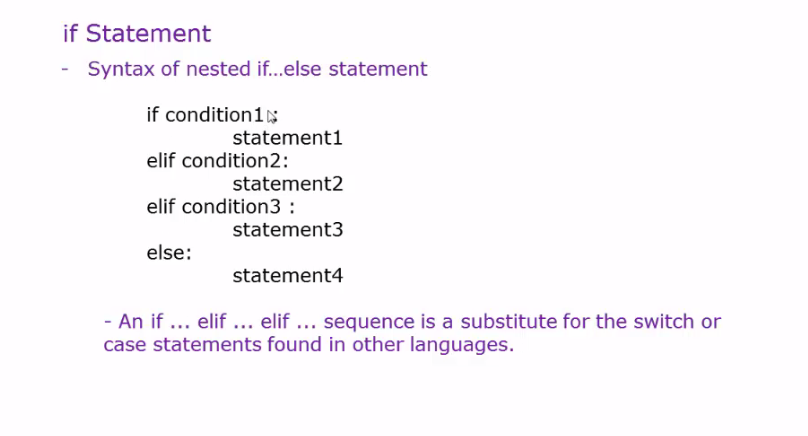 if Statement
- Syntax of nested if...else statement
if condition1 :
statement1
elif condition2:
statement2
elif condition3 :
statement3
else:
statement4
- An if ... elif ... elif ... sequence is a substitute for the switch or
case statements found in other languages.